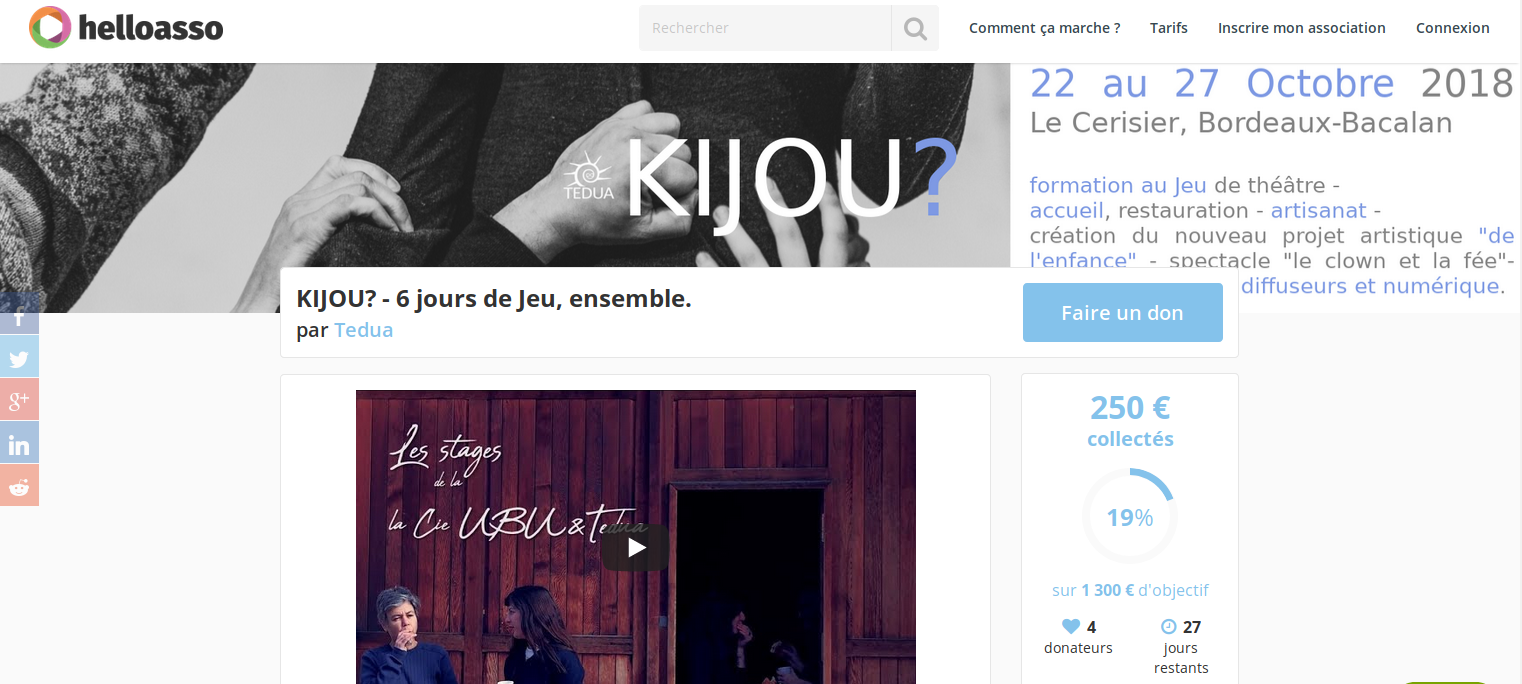 helloasso
Rechercher
Comment ça marche ?
Tarifs
Inscrire mon association
Connexion
TEDUA
KIJOU?
22 au 27 Octobre 2018
Le Cerisier, Bordeaux-Bacalan
formation au Jeu de théâtre -
accueil, restauration - artisanat -
création du nouveau projet artistique "de
l'enfance" - spectacle "le clown et la fée"-
diffuseurs et numérique.
KIJOU? - 6 jours de Jeu, ensemble.
par Tedua
Faire un don
Les stages
de la
la Cie UBU & Tedua
250 €
collectés
19%
sur 1 300 € d'objectif
4
donateurs
27
jours
restants